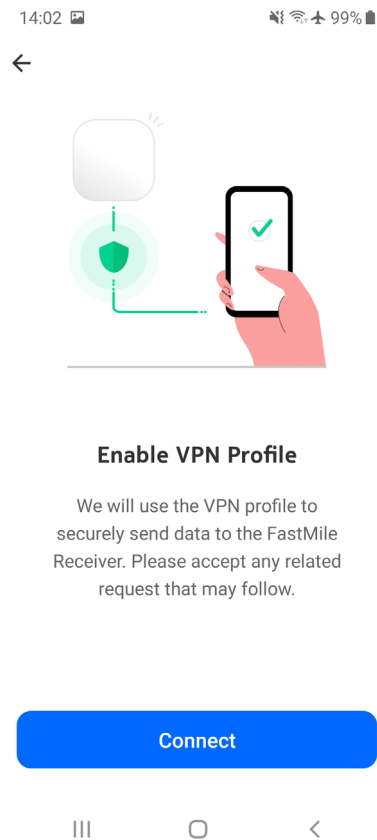 14:02 99%
Enable VPN Profile
We will use the VPN profile to
securely send data to the FastMile
Receiver. Please accept any related
request that may follow.
Connect